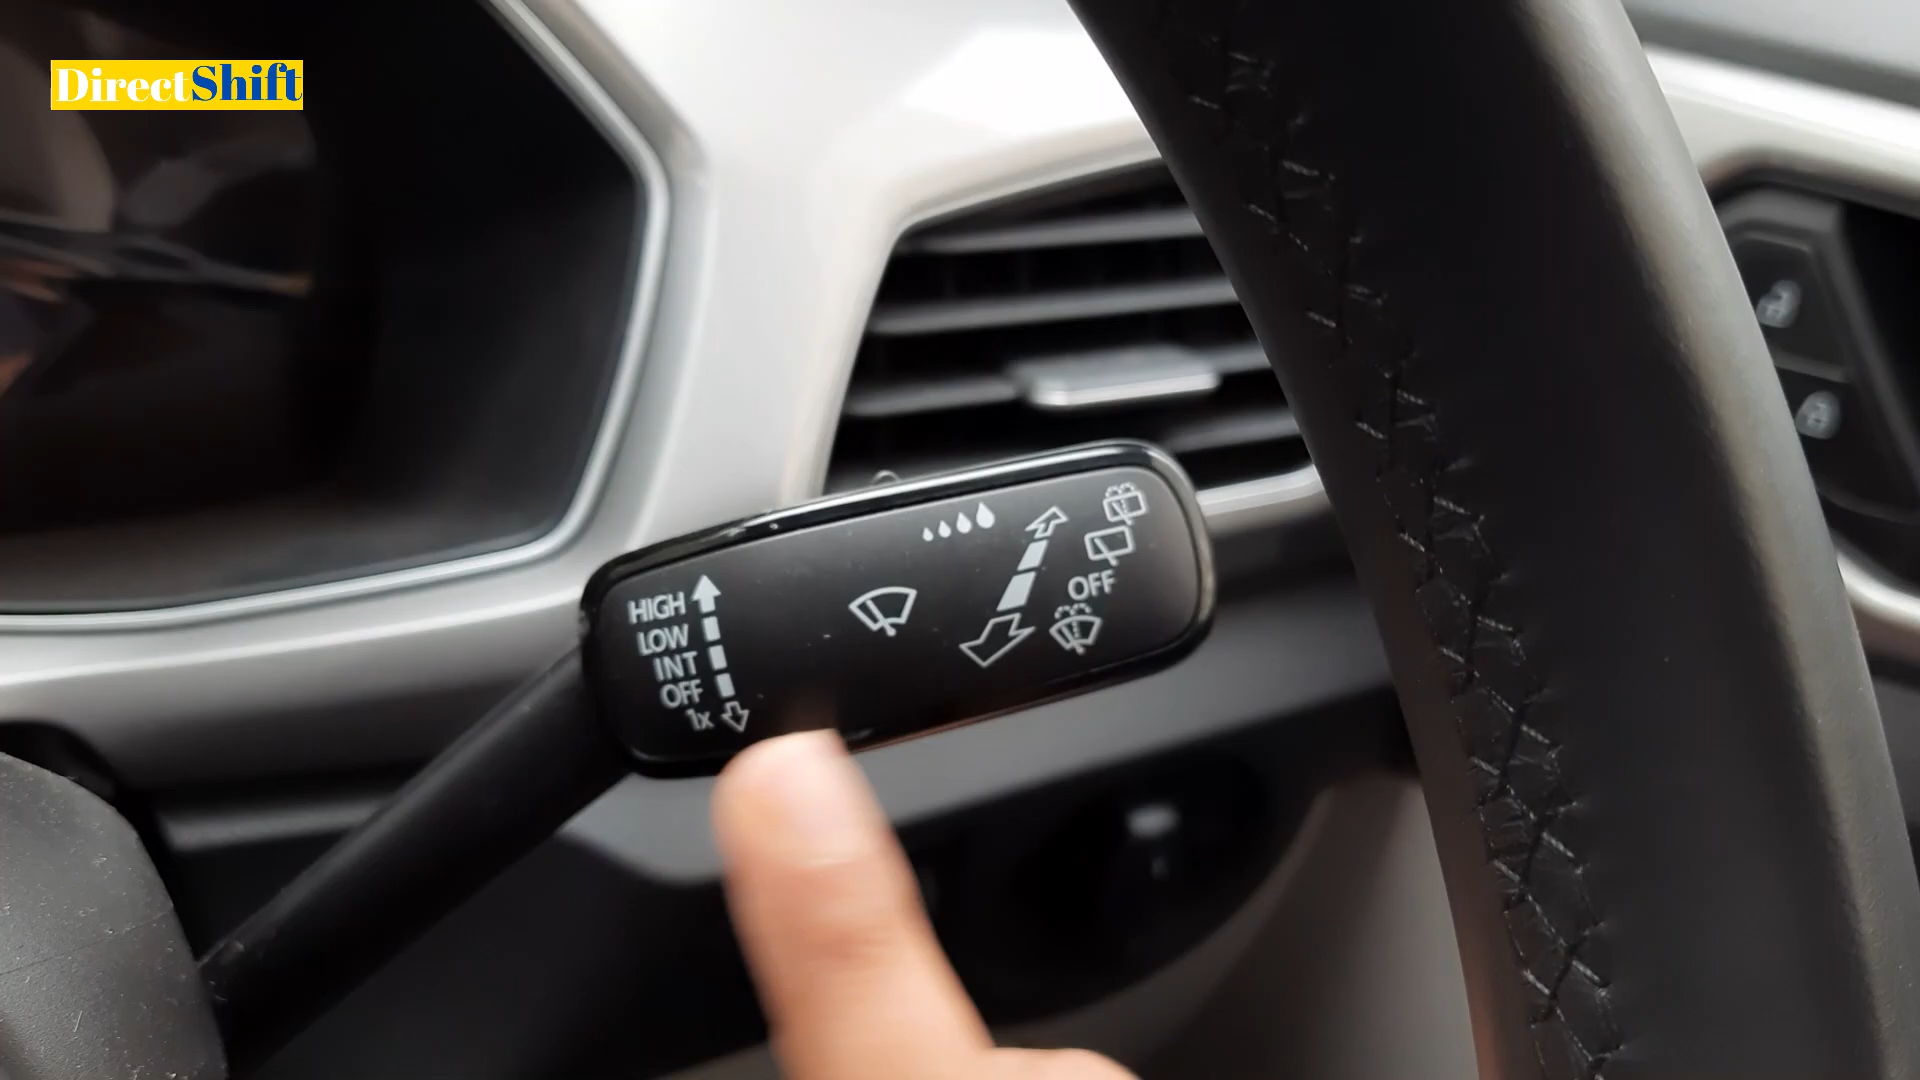 DirectShift
HIGH
LOW
INT
OFF
1x
OFF